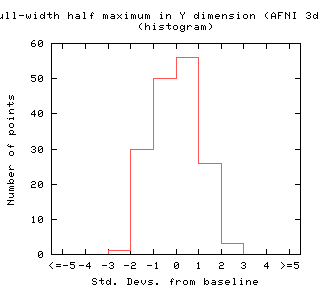 ull-width half maximum in Y dimension (AFNI 3d
(histogram)
60
50
40
30
20
10
0
Number of points
<=-5 -4 -3 -2 -1 0 1 2 3 4 >=5
Std. Devs. from baseline